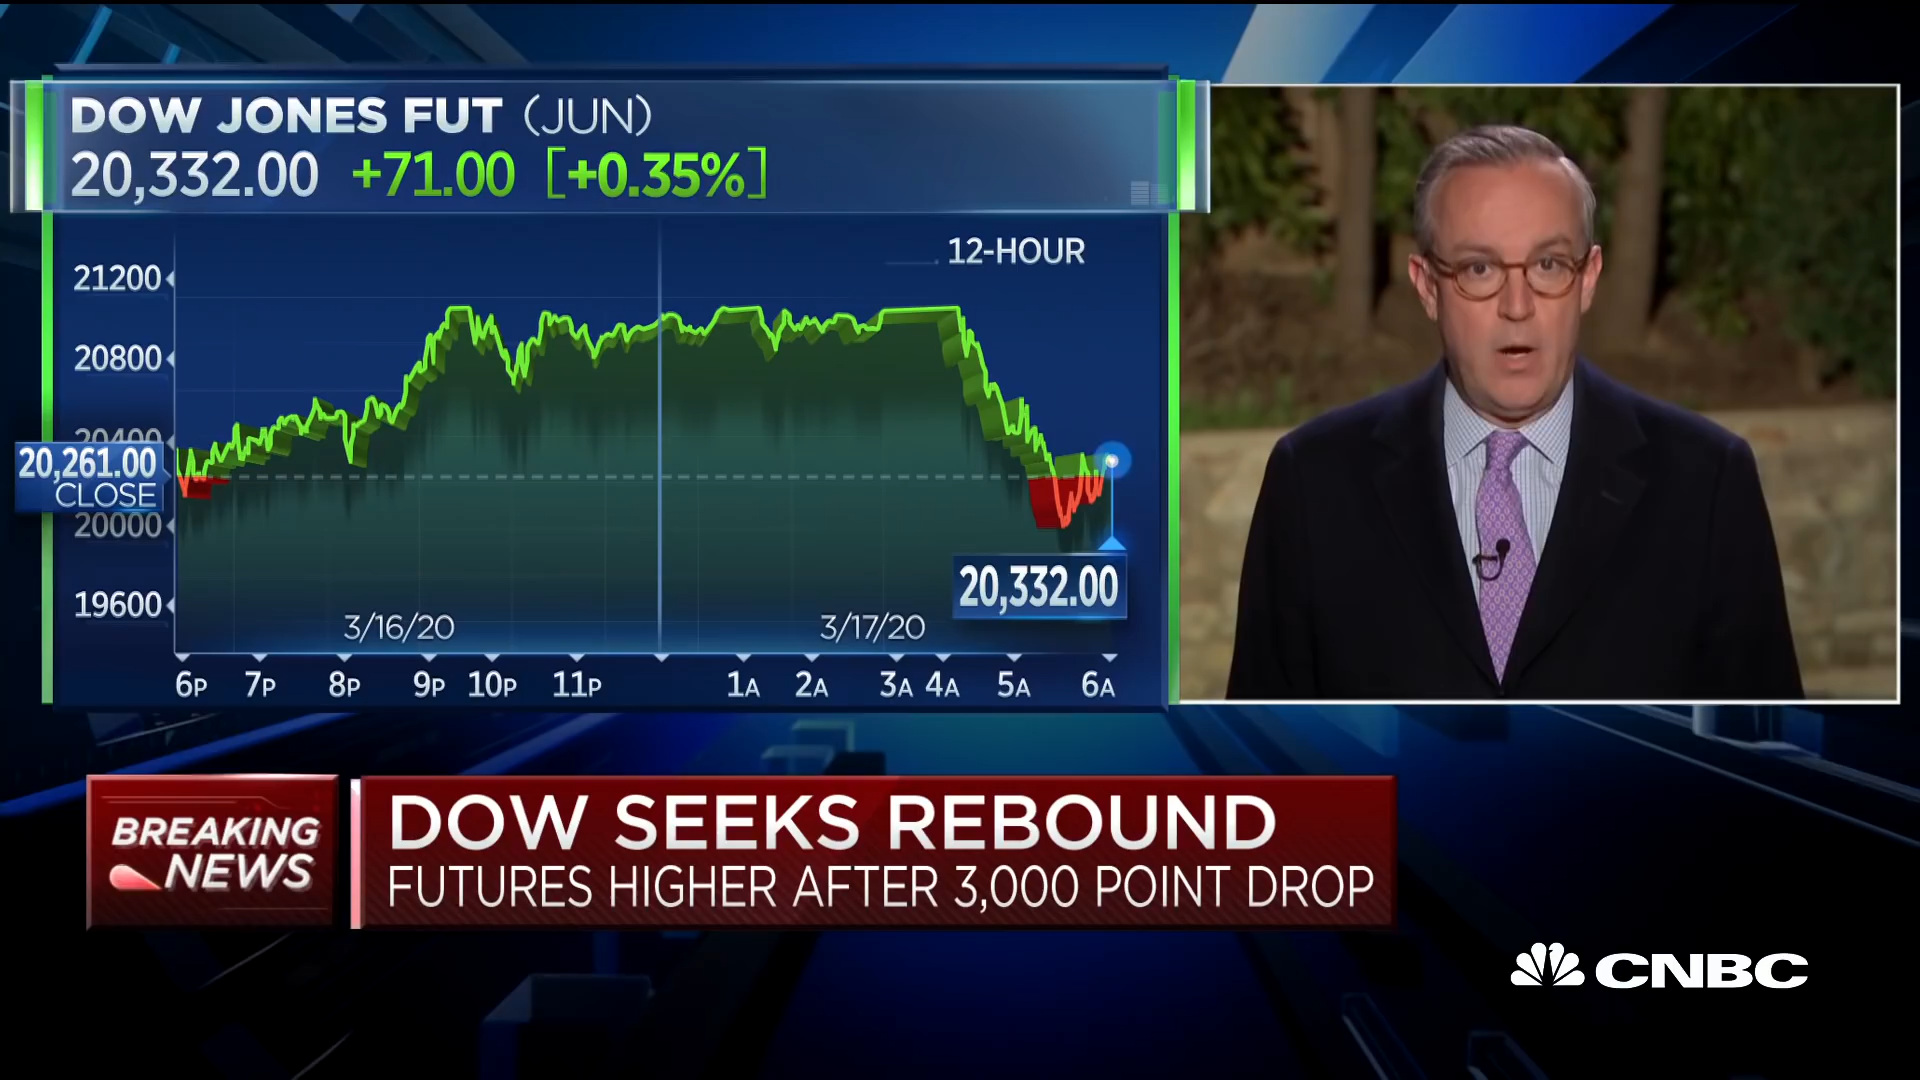 DOW JONES FUT (JUN)
20,332.00 +71.00 [+0.35%]
12-HOUR
21200
20800
20400
20,261.00
CLOSE
20000
19600
20,332.00
3/16/20 3/17/20
6P 7P 8P 9P 10P 11P 1A 2A 3A 4A 5A 6A
BREAKING
NEWS
DOW SEEKS REBOUND
FUTURES HIGHER AFTER 3,000 POINT DROP
CNBC